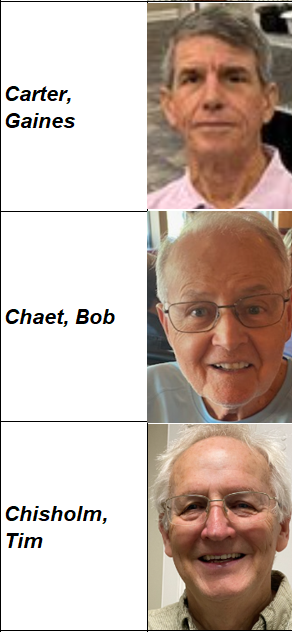 Carter,
Gaines
Chaet, Bob
Chisholm,
Tim